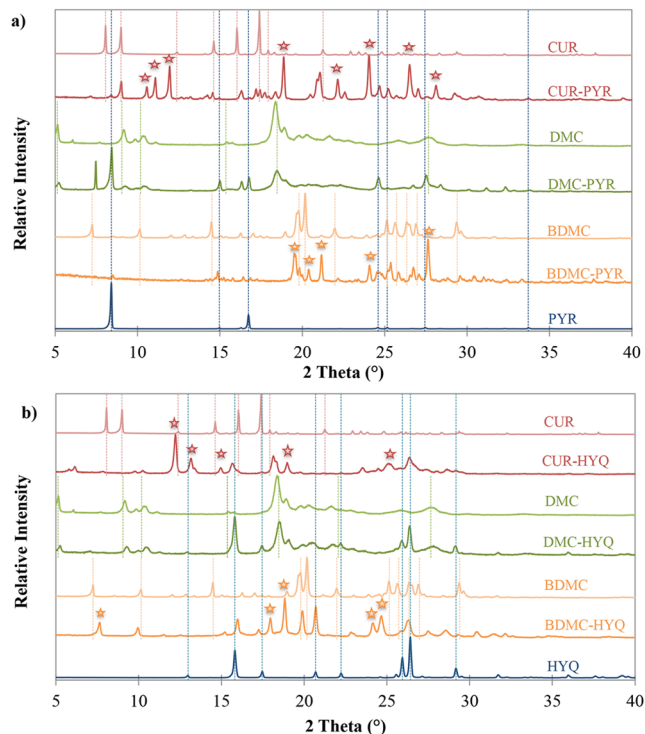 a)
Relative Intensity
CUR
CUR-PYR
DMC
DMC-PYR
BDMC
BDMC-PYR
PYR
5 10 15 20 25 30 35 40
2 Theta (°)
b)
Relative Intensity
CUR
CUR-HYQ
DMC
DMC-HYQ
BDMC
BDMC-HYQ
HYQ
5 10 15 20 25 30 35 40
2 Theta (°)